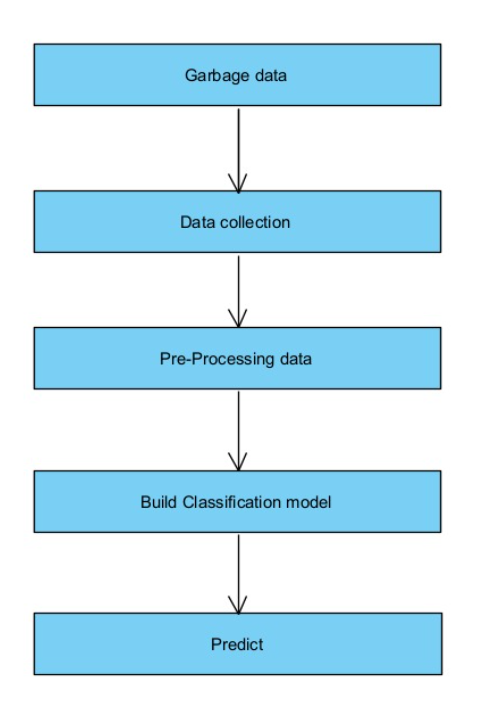 Garbage data
Data collection
Pre-Processing data
Build Classification model
Predict